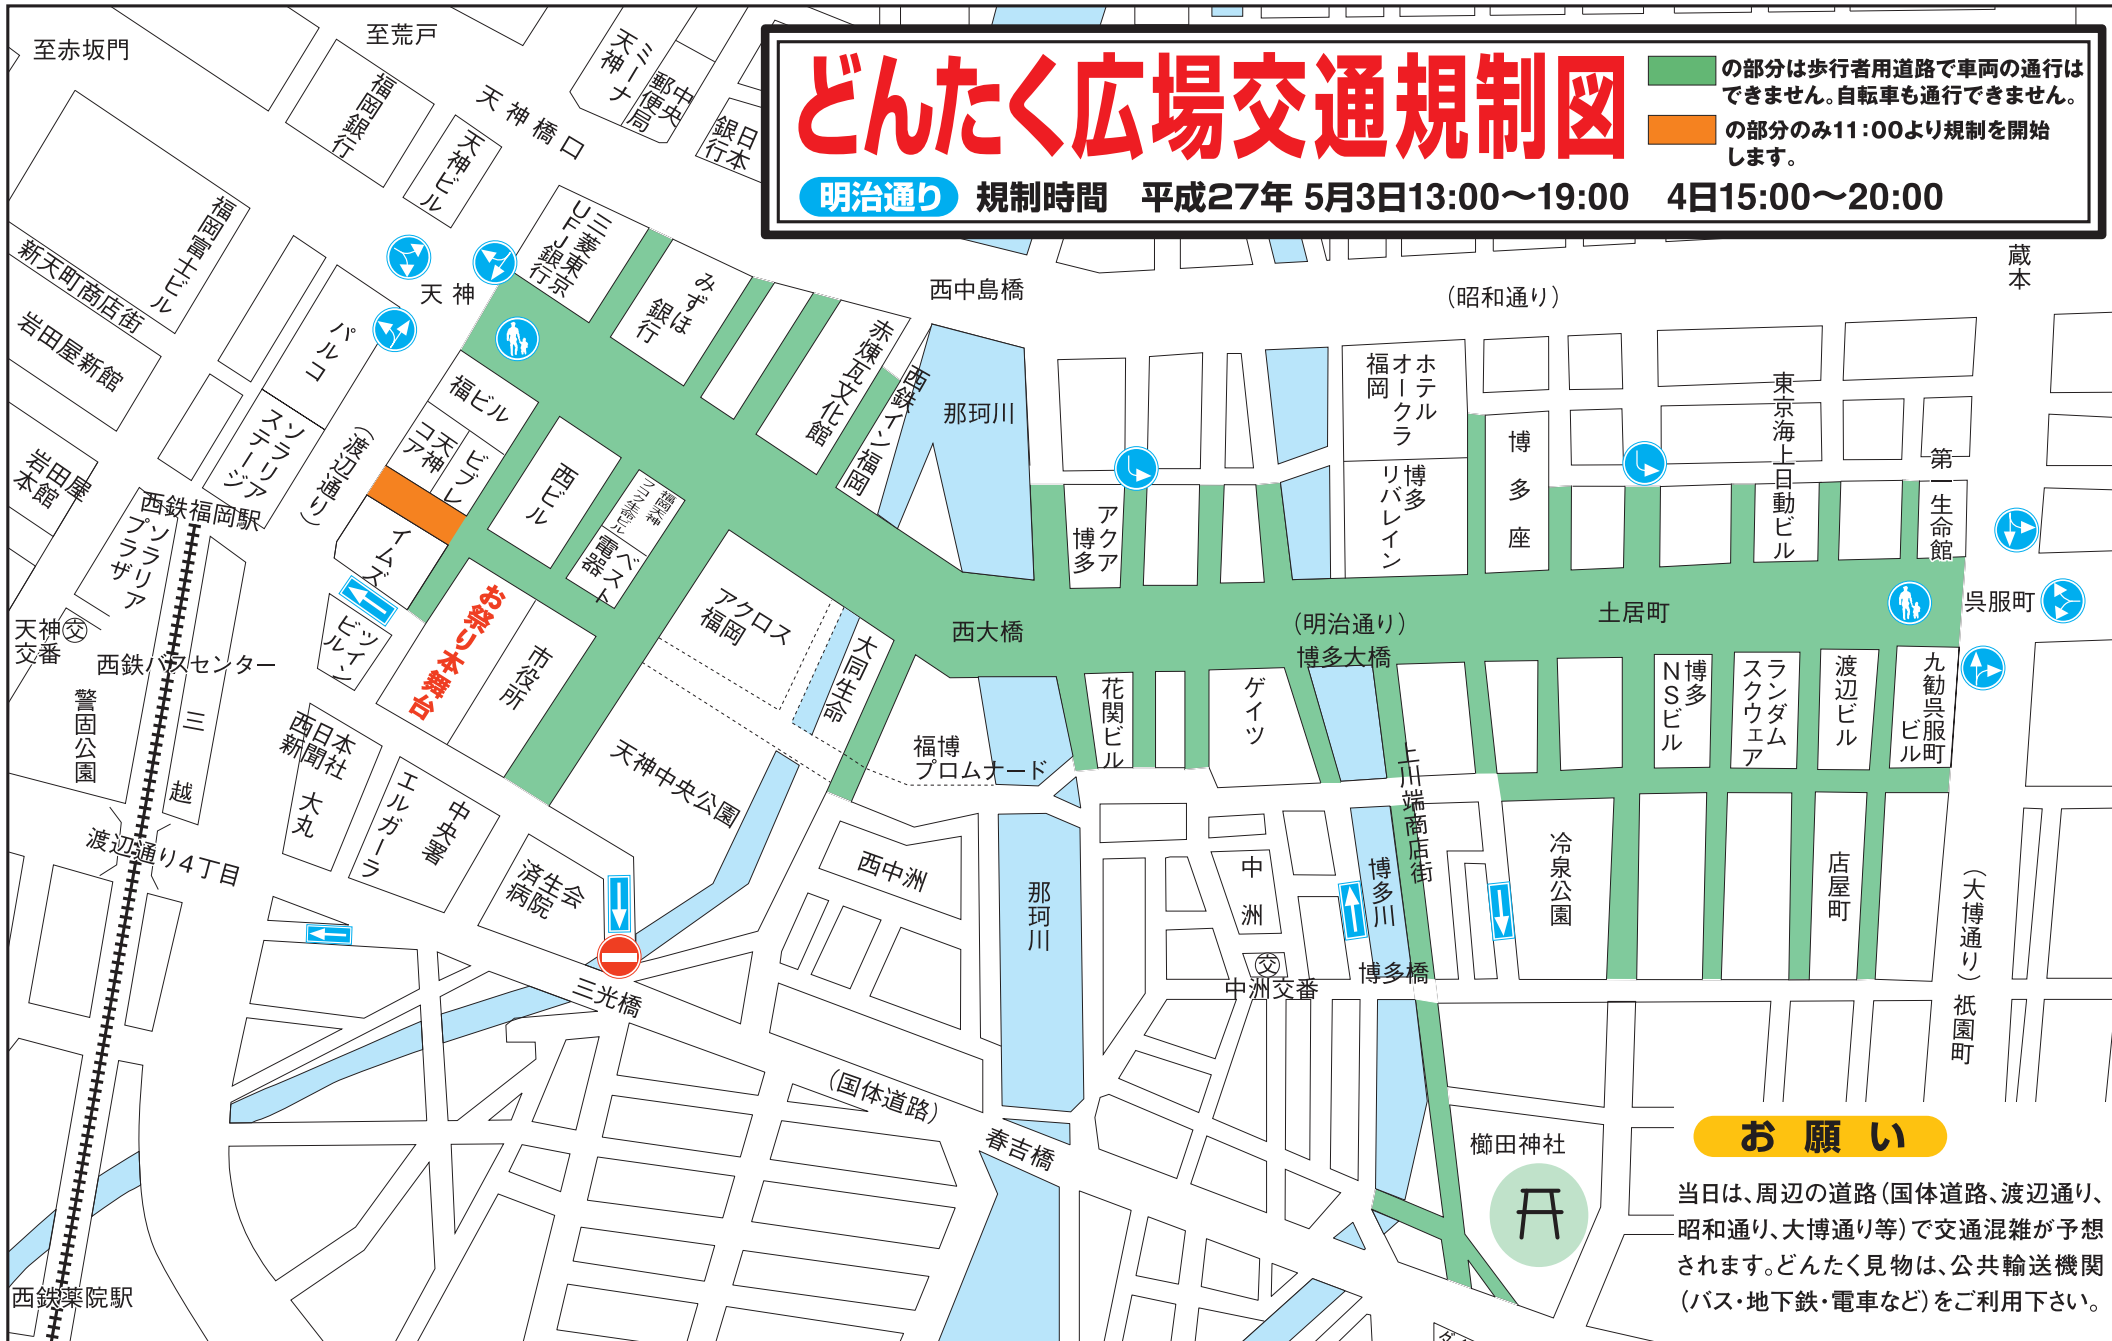 どんたく広場交通規制図
の部分は歩行者用道路で車両の通行は
できません。自転車も通行できません。
の部分のみ11:00より規制を開始
します。
明治通り 規制時間 平成27年 5月3日13:00〜19:00 4日15:00〜20:00
至赤坂門
至荒戸
福岡銀行
天神橋口
天神ビル
ミーナ
天神
中央
郵便局
日本
銀行
福岡富士ビル
新天町商店街
岩田屋新館
岩田屋
本館
パルコ
ソラリア
ステージ
(渡辺通り)
天神
三菱東京
UFJ銀行
みずほ
銀行
赤煉瓦文化館
西鉄イン福岡
西中島橋
(昭和通り)
蔵本
那珂川
福ビル
天神
コア
ビブレ
イムズ
西ビル
福岡天神
フコク生命ビル
ベスト
電器
西鉄福岡駅
ソラリア
プラザ
天神
交番
交
西鉄バスセンター
警固公園
三越
ツイン
ビル
お祭り本舞台
市役所
アクロス
福岡
大同生命
西大橋
福博
プロムナード
天神中央公園
西日本
新聞社
大丸
エルガーラ
中央署
済生会
病院
渡辺通り4丁目
三光橋
西中洲
那珂川
アクア
博多
ホテル
オークラ
福岡
博多
リバレイン
博多座
東京海上日動ビル
第一生命館
(明治通り)
博多大橋
土居町
呉服町
花関ビル
ゲイツ
上川端商店街
博多
NSビル
ランダム
スクウェア
渡辺ビル
九勧呉服町
ビル
中洲
交
中洲交番
博多川
博多橋
冷泉公園
店屋町
(大博通り)
祇園町
(国体道路)
春吉橋
櫛田神社
西鉄薬院駅
お願い
当日は、周辺の道路(国体道路、渡辺通り、
昭和通り、大博通り等)で交通混雑が予想
されます。どんたく見物は、公共輸送機関
(バス・地下鉄・電車など)をご利用下さい。